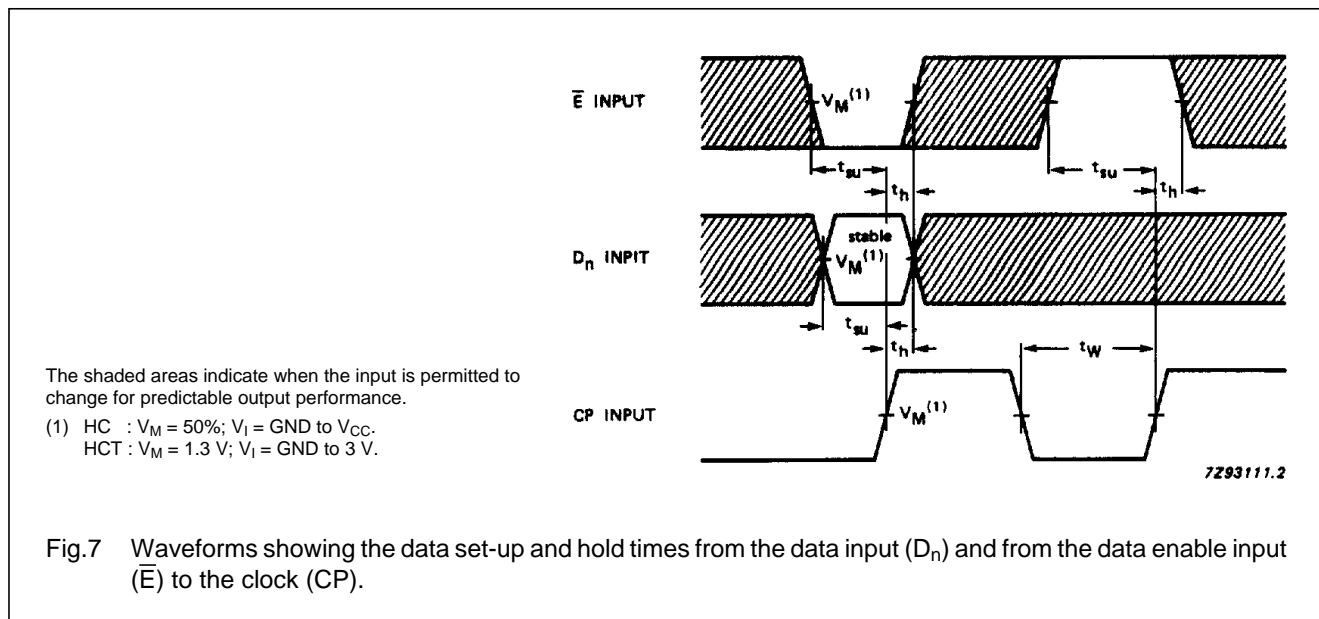 E̅ INPUT
V_M (1)
t_su
t_h
t_su
t_h
D_n INPIT
stable
V_M (1)
t_su
t_h
t_W
CP INPUT
V_M (1)
7Z93111.2
The shaded areas indicate when the input is permitted to
change for predictable output performance.
(1) HC : V_M = 50%; V_I = GND to V_CC.
HCT : V_M = 1.3 V; V_I = GND to 3 V.
Fig.7 Waveforms showing the data set-up and hold times from the data input (D_n) and from the data enable input
(E̅) to the clock (CP).